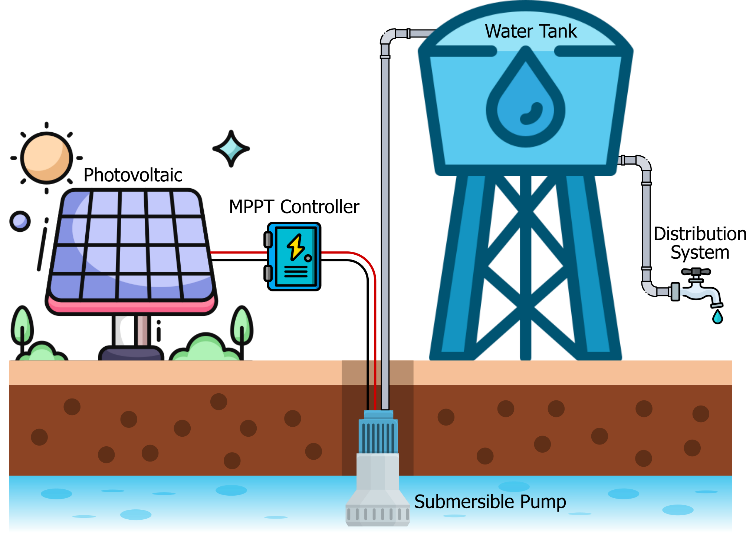 Water Tank
Photovoltaic
MPPT Controller
Distribution
System
Submersible Pump